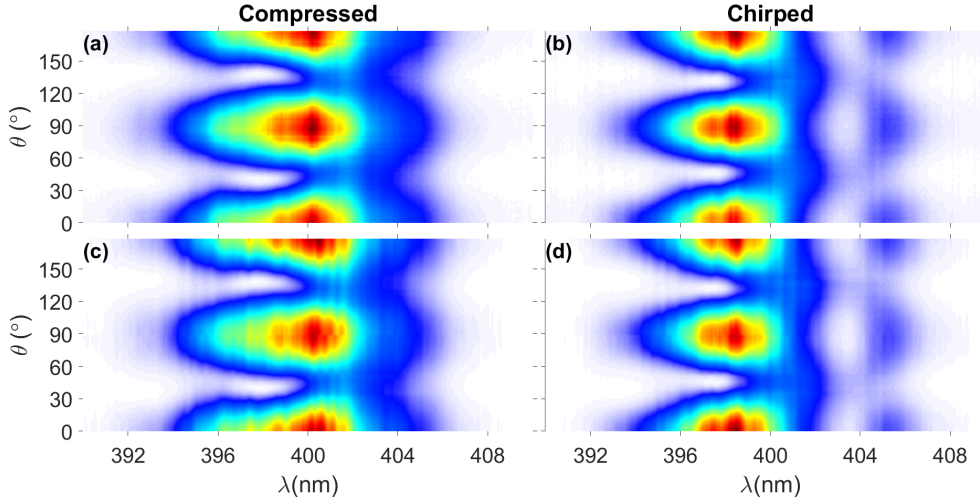 Compressed Chirped
(a) (b)
150
120
90
60
30
0
θ (°)
(c) (d)
150
120
90
60
30
0
θ (°)
392 396 400 404 408 392 396 400 404 408
λ(nm) λ(nm)